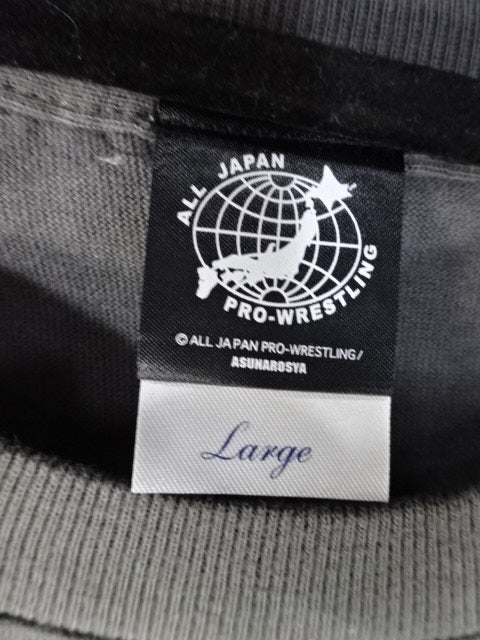 ALL JAPAN
PRO-WRESTLING
© ALL JAPAN PRO-WRESTLING/
ASUNAROSYA
Large